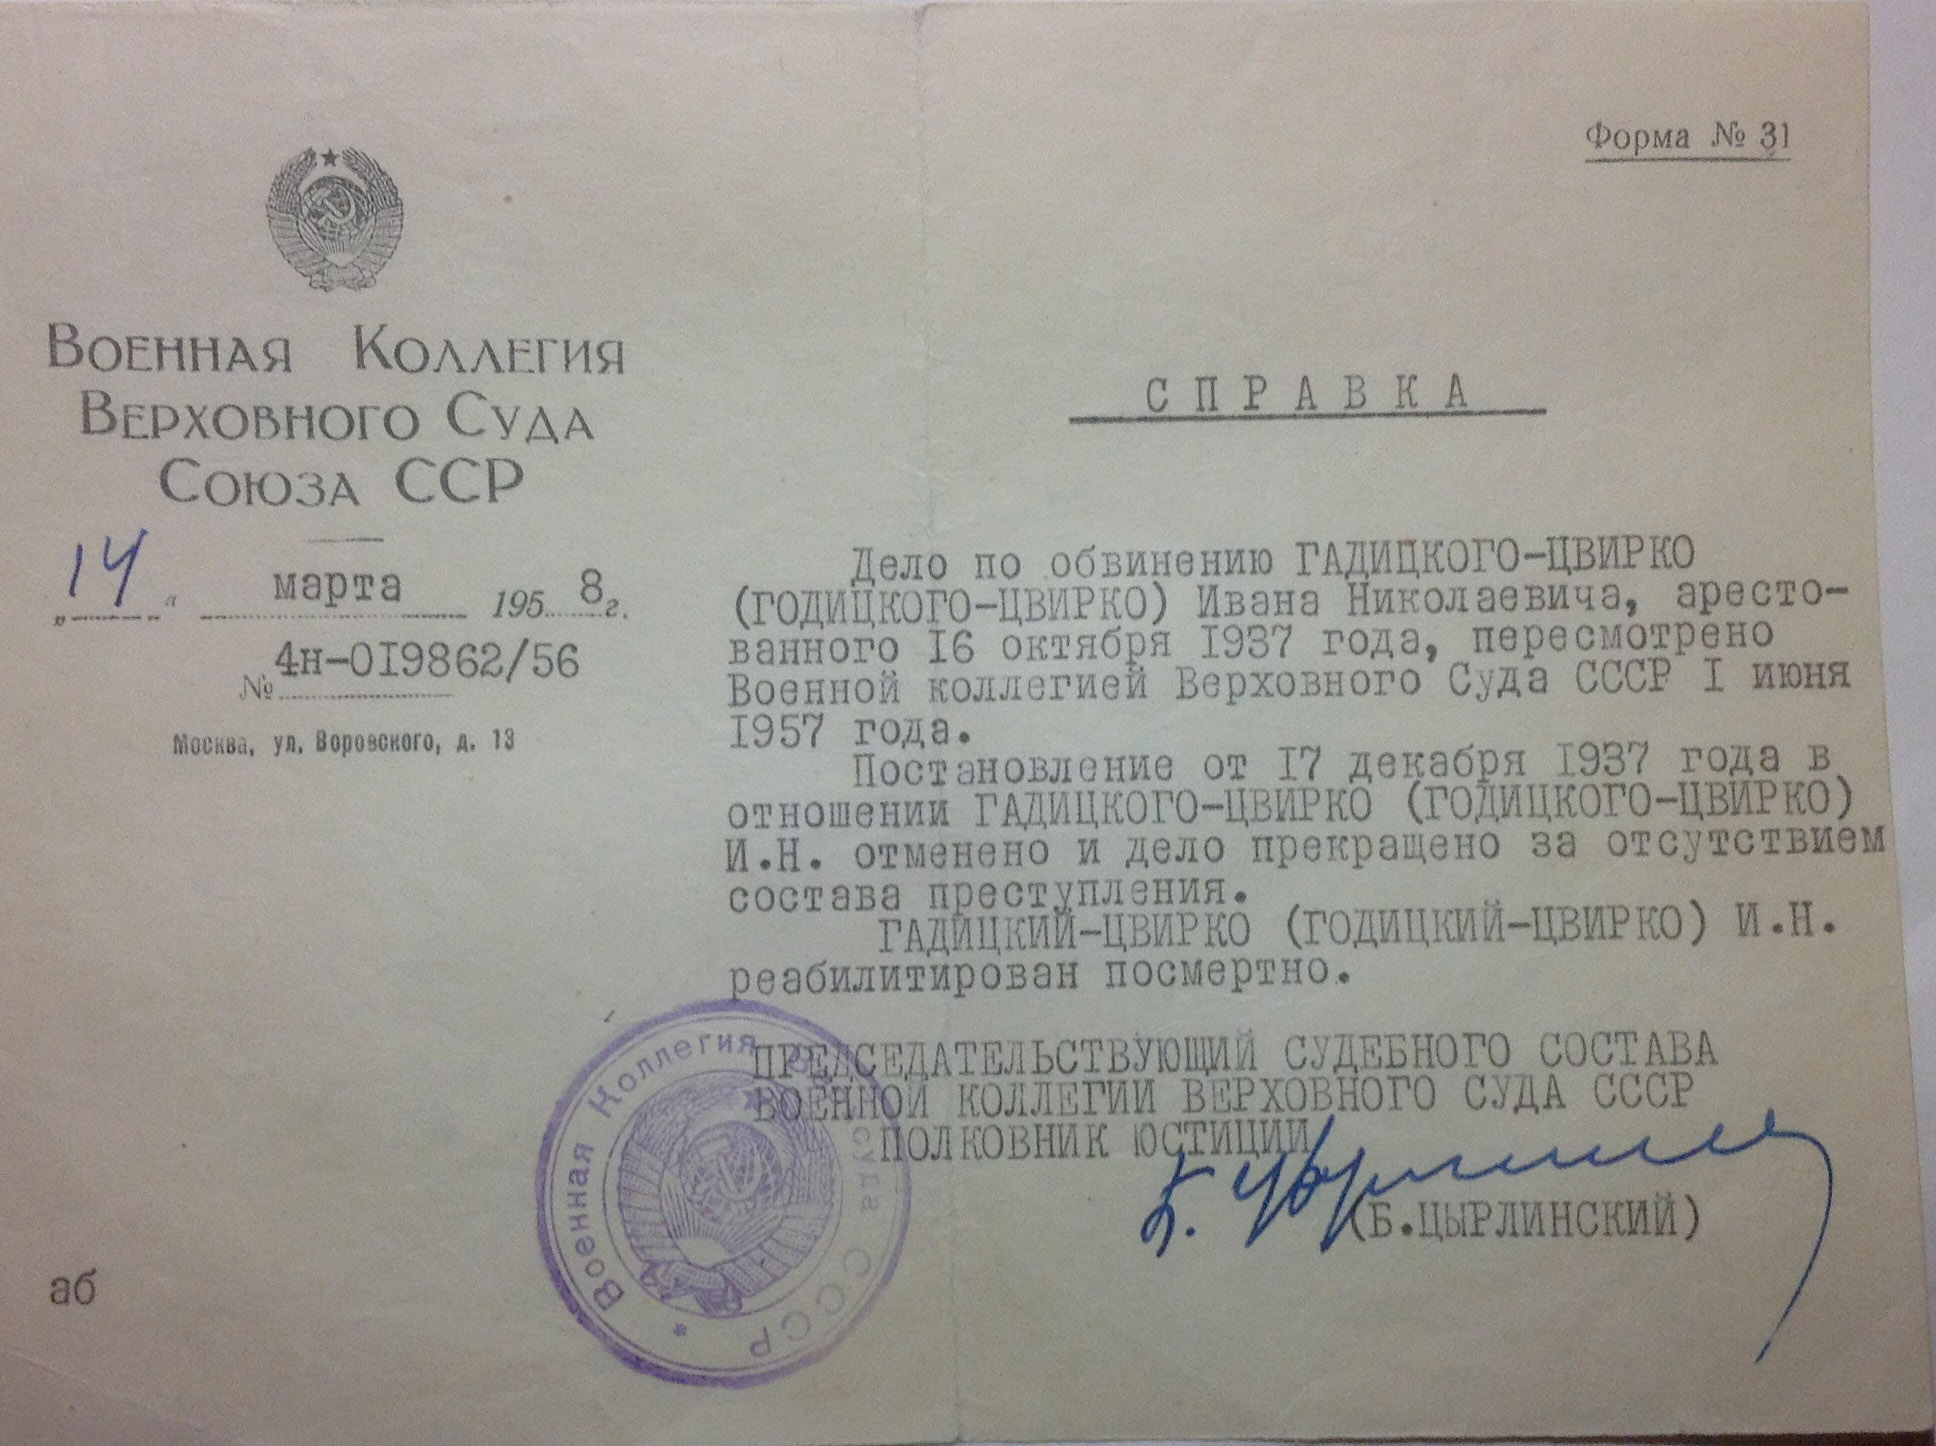 Форма № 31
Военная Коллегия
Верховного Суда
Союза ССР
„14“ марта 1958 г.
№ 4н-019862/56
Москва, ул. Воровского, д. 13
СПРАВКА
Дело по обвинению ГАДИЦКОГО-ЦВИРКО
(ГОДИЦКОГО-ЦВИРКО) Ивана Николаевича, аресто-
ванного 16 октября 1937 года, пересмотрено
Военной коллегией Верховного Суда СССР I июня
1957 года.
Постановление от 17 декабря 1937 года в
отношении ГАДИЦКОГО-ЦВИРКО (ГОДИЦКОГО-ЦВИРКО)
И.Н. отменено и дело прекращено за отсутствием
состава преступления.
ГАДИЦКИЙ-ЦВИРКО (ГОДИЦКИЙ-ЦВИРКО) И.Н.
реабилитирован посмертно.
ПРЕДСЕДАТЕЛЬСТВУЮЩИЙ СУДЕБНОГО СОСТАВА
ВОЕННОЙ КОЛЛЕГИИ ВЕРХОВНОГО СУДА СССР
ПОЛКОВНИК ЮСТИЦИИ
(Б.ЦЫРЛИНСКИЙ)
Военная Коллегия суда СССР *
аб